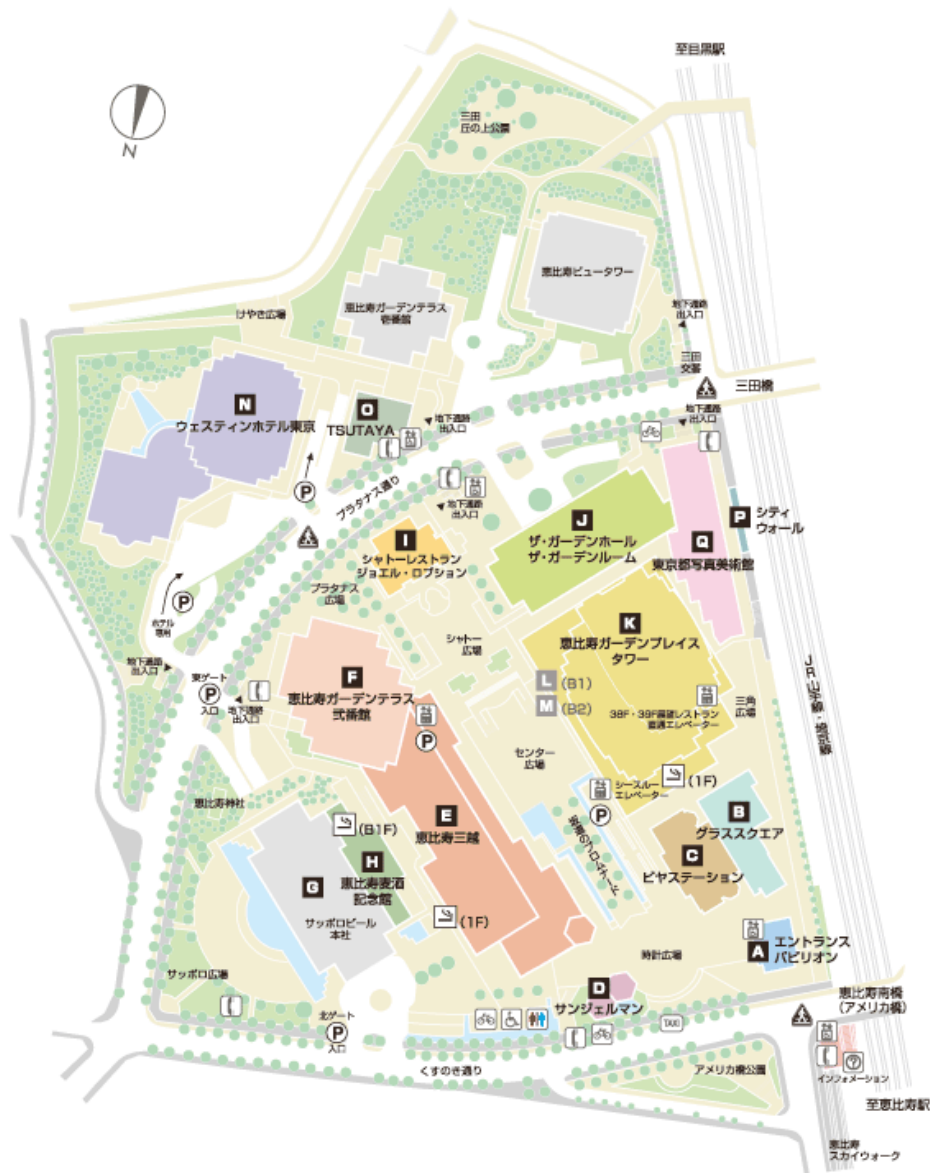 至目黒駅
N
三田
丘の上公園
恵比寿ビュータワー
恵比寿ガーデンテラス
壱番館
けやき広場
地下通路
出入口
三田
交番
三田橋
地下通路
出入口
N
ウェスティンホテル東京
O
TSUTAYA
地下通路
出入口
P
プラタナス通り
地下通路
出入口
P
シティ
ウォール
J
ザ・ガーデンホール
ザ・ガーデンルーム
Q
東京都写真美術館
I
シャトーレストラン
ジョエル・ロブション
プラタナス
広場
P
ホテル
専用
K
恵比寿ガーデンプレイス
タワー
シャトー
広場
地下通路
出入口
東ゲート
P
入口
地下通路
出入口
F
恵比寿ガーデンテラス
弐番館
L (B1)
M (B2)
38F・39F展望レストラン
直通エレベーター
三角
広場
JR山手線・埼京線
P
センター
広場
シースルー
エレベーター
(1F)
P
恵比寿神社
(B1F)
E
恵比寿三越
B
グラススクエア
C
ビヤステーション
H
恵比寿麦酒
記念館
G
サッポロビール
本社
(1F)
A
エントランス
パビリオン
時計広場
サッポロ広場
D
サンジェルマン
恵比寿南橋
(アメリカ橋)
北ゲート
P
入口
TAXI
くすのき通り
アメリカ橋公園
?
インフォメーション
至恵比寿駅
恵比寿
スカイウォーク